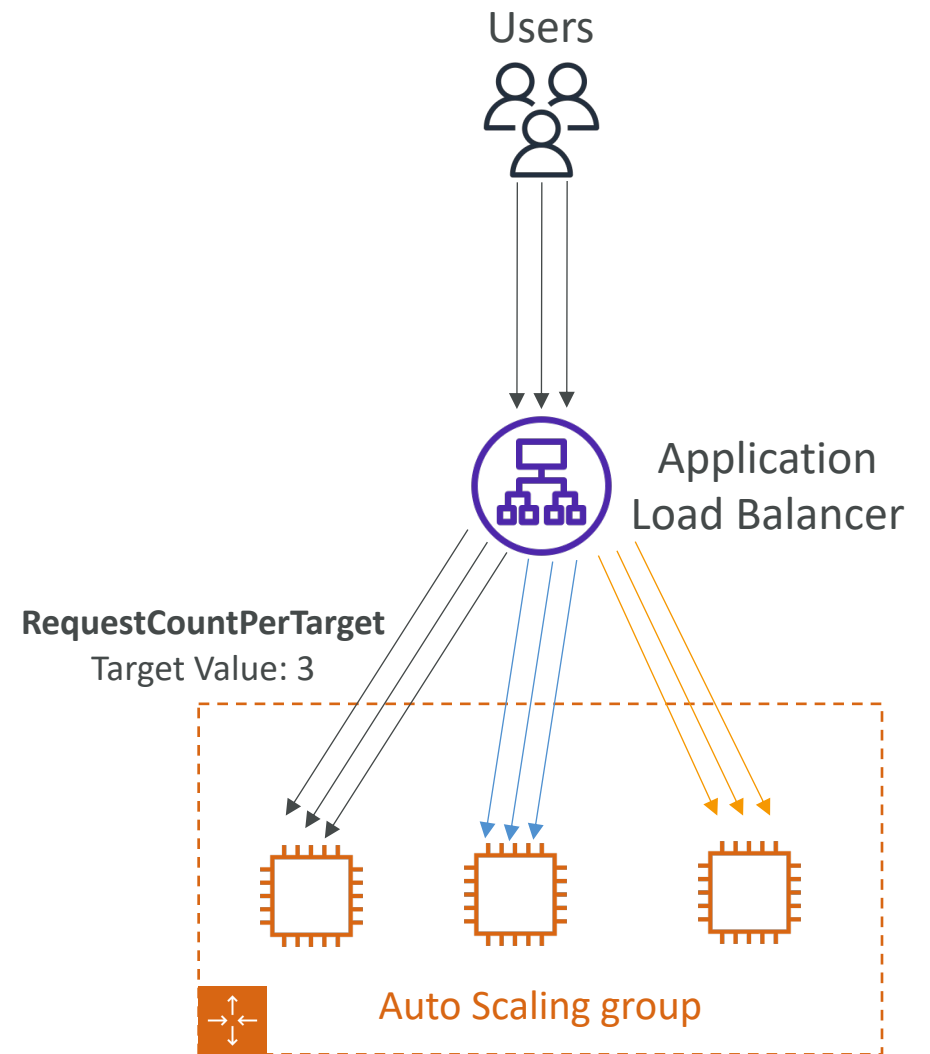 Users
Application
Load Balancer
RequestCountPerTarget
Target Value: 3
Auto Scaling group